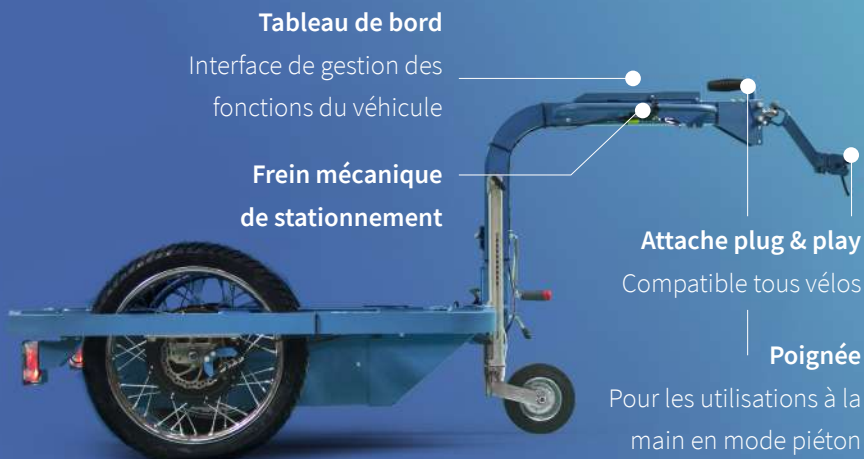 Tableau de bord
Interface de gestion des
fonctions du véhicule
Frein mécanique
de stationnement
Attache plug & play
Compatible tous vélos
Poignée
Pour les utilisations à la
main en mode piéton